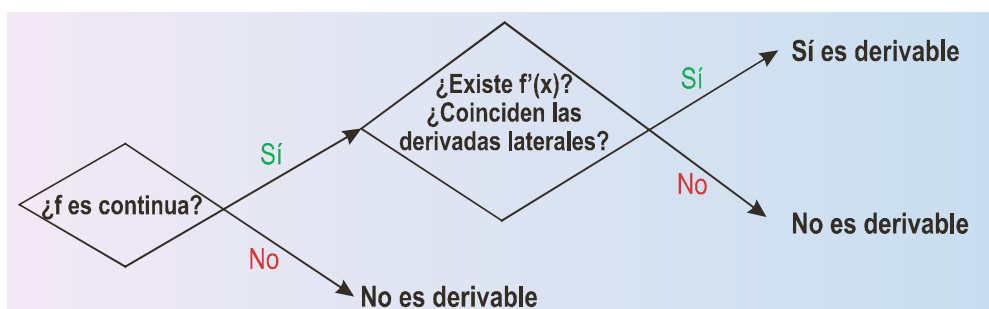 ¿f es continua?
Sí
No
No es derivable
¿Existe f'(x)?
¿Coinciden las
derivadas laterales?
Sí
No
Sí es derivable
No es derivable